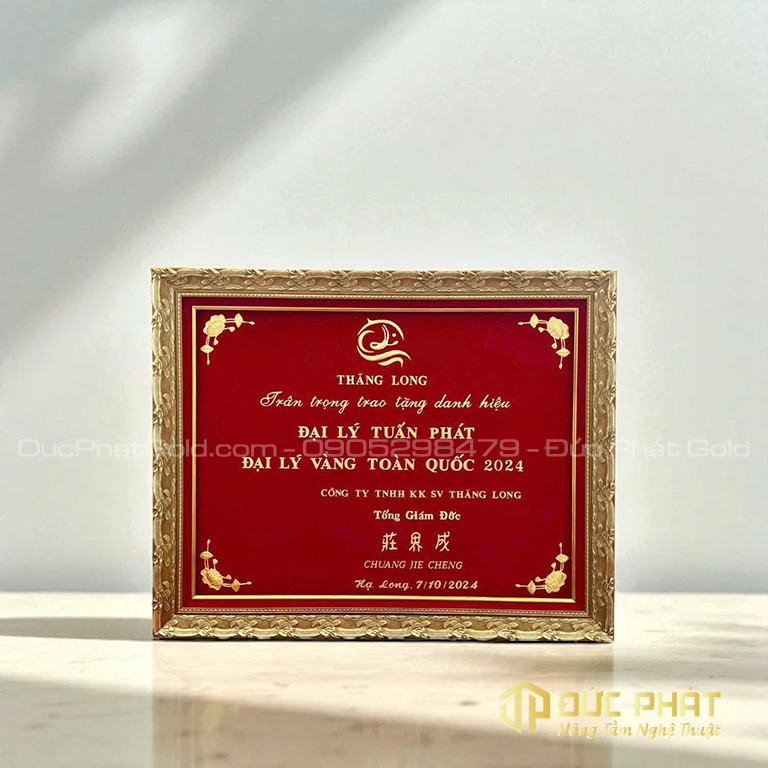 THĂNG LONG
Trân trọng trao tặng danh hiệu
ĐẠI LÝ TUẤN PHÁT
DucPhatGold.com - 0905298479 - Đức Phát Gold
ĐẠI LÝ VÀNG TOÀN QUỐC 2024
CÔNG TY TNHH KK SV THĂNG LONG
Tổng Giám Đốc
莊界成
CHUANG JIE CHENG
Hạ Long, 7/10/2024
ĐỨC PHÁT
Nâng Tầm Nghệ Thuật